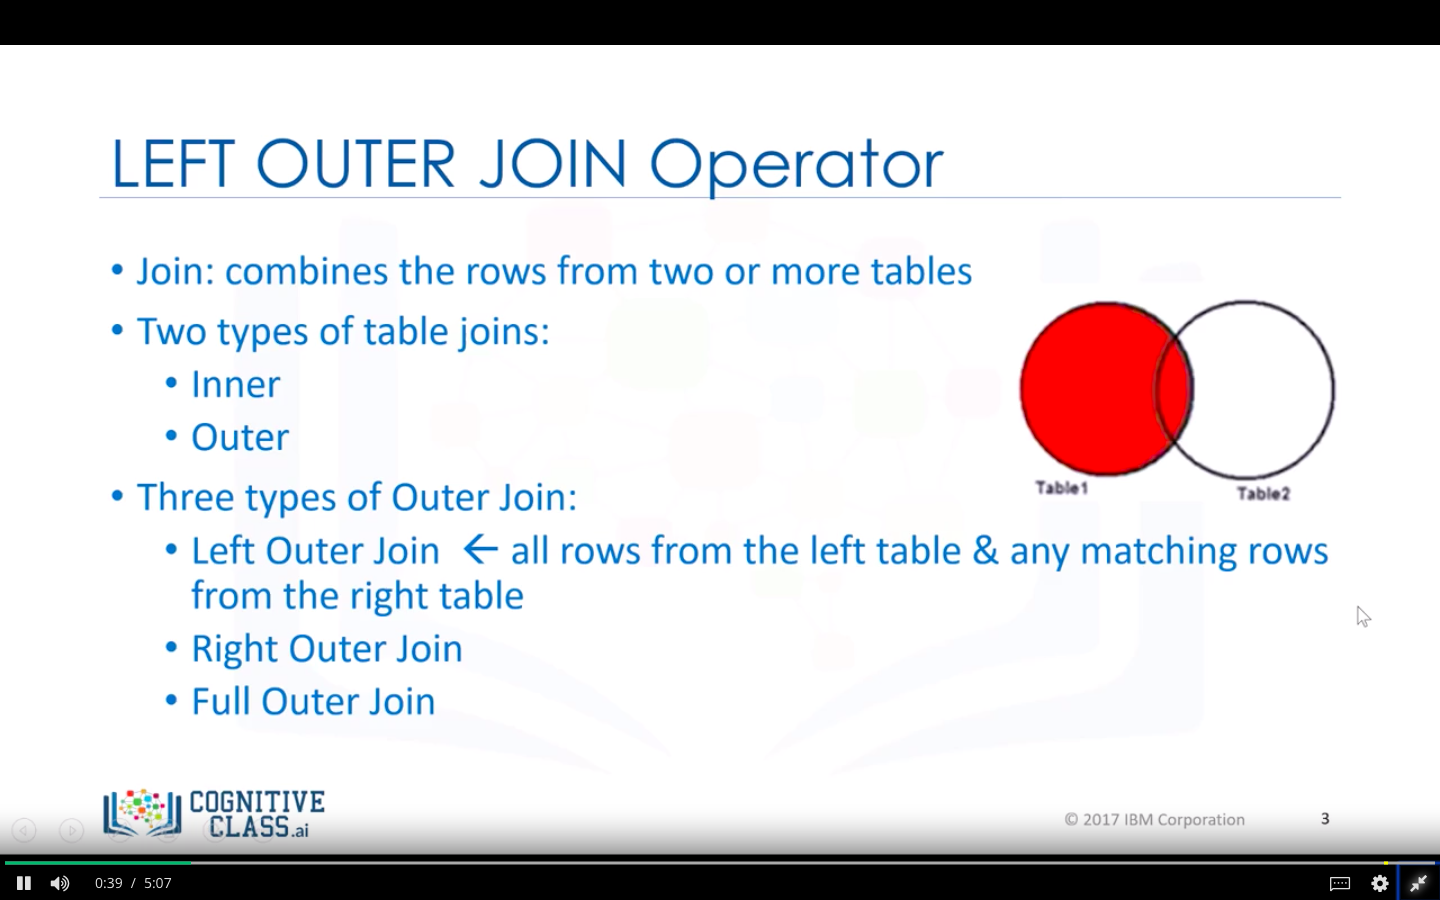 LEFT OUTER JOIN Operator
• Join: combines the rows from two or more tables
• Two types of table joins:
• Inner
• Outer
• Three types of Outer Join:
• Left Outer Join ← all rows from the left table & any matching rows
from the right table
• Right Outer Join
• Full Outer Join
Table1
Table2
COGNITIVE
CLASS.ai
© 2017 IBM Corporation
3
0:39 / 5:07